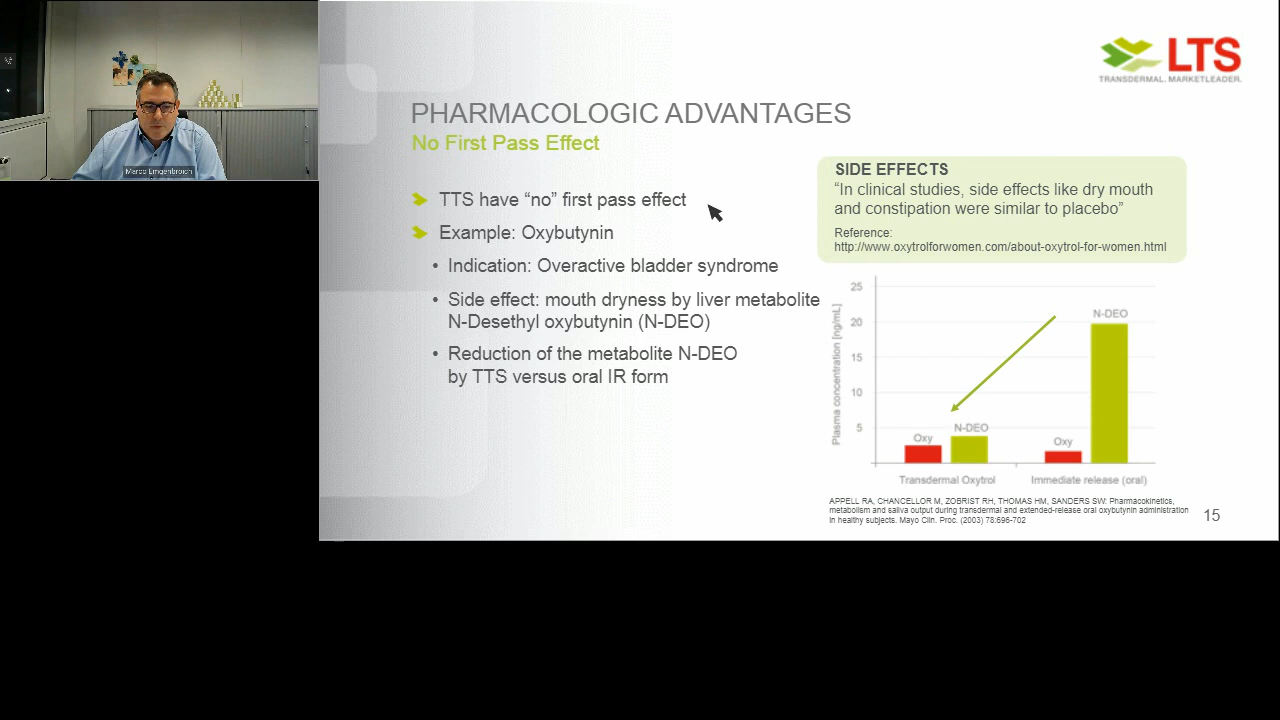 Marco Emgenbroich
LTS
TRANSDERMAL. MARKETLEADER.
PHARMACOLOGIC ADVANTAGES
No First Pass Effect
TTS have “no” first pass effect
Example: Oxybutynin
• Indication: Overactive bladder syndrome
• Side effect: mouth dryness by liver metabolite
N-Desethyl oxybutynin (N-DEO)
• Reduction of the metabolite N-DEO
by TTS versus oral IR form
SIDE EFFECTS
“In clinical studies, side effects like dry mouth
and constipation were similar to placebo”
Reference:
http://www.oxytrolforwomen.com/about-oxytrol-for-women.html
Plasma concentration [ng/mL]
25
20
15
10
5
Oxy
N-DEO
Oxy
N-DEO
Transdermal Oxytrol
Immediate release (oral)
APPELL RA, CHANCELLOR M, ZOBRIST RH, THOMAS HM, SANDERS SW: Pharmacokinetics,
metabolism and saliva output during transdermal and extended-release oral oxybutynin administration
in healthy subjects. Mayo Clin. Proc. (2003) 78:696-702
15